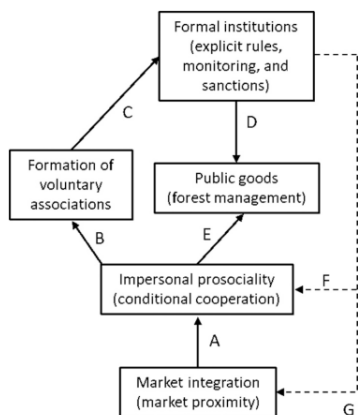 Formal institutions
(explicit rules,
monitoring, and
sanctions)
C
D
Formation of
voluntary
associations
Public goods
(forest management)
B
E
Impersonal prosociality
(conditional cooperation)
F
A
Market integration
(market proximity)
G